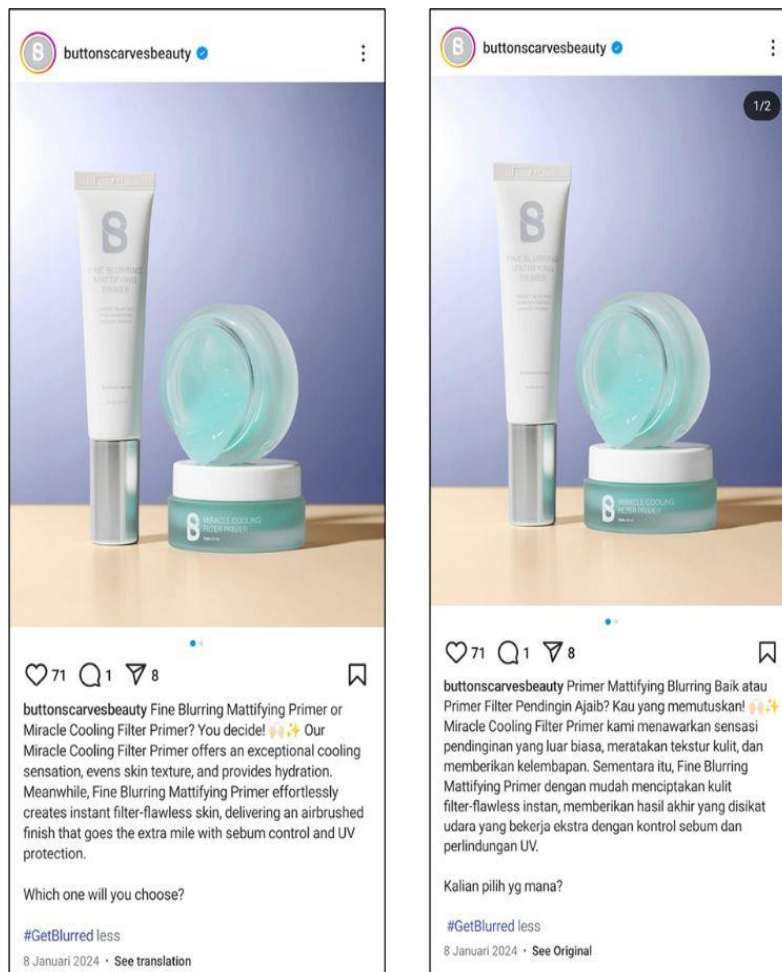 buttonscarvesbeauty
FINE BLURRING
MATTIFYING
PRIMER
MIRACLE COOLING
FILTER PRIMER
71 1 8
buttonscarvesbeauty Fine Blurring Mattifying Primer or
Miracle Cooling Filter Primer? You decide! 🙌🏻✨ Our
Miracle Cooling Filter Primer offers an exceptional cooling
sensation, evens skin texture, and provides hydration.
Meanwhile, Fine Blurring Mattifying Primer effortlessly
creates instant filter-flawless skin, delivering an airbrushed
finish that goes the extra mile with sebum control and UV
protection.
Which one will you choose?
#GetBlurred less
8 Januari 2024 • See translation
buttonscarvesbeauty
1/2
FINE BLURRING
MATTIFYING
PRIMER
MIRACLE COOLING
FILTER PRIMER
71 1 8
buttonscarvesbeauty Primer Mattifying Blurring Baik atau
Primer Filter Pendingin Ajaib? Kau yang memutuskan! 🙌🏻✨
Miracle Cooling Filter Primer kami menawarkan sensasi
pendinginan yang luar biasa, meratakan tekstur kulit, dan
memberikan kelembapan. Sementara itu, Fine Blurring
Mattifying Primer dengan mudah menciptakan kulit
filter-flawless instan, memberikan hasil akhir yang disikat
udara yang bekerja ekstra dengan kontrol sebum dan
perlindungan UV.
Kalian pilih yg mana?
#GetBlurred less
8 Januari 2024 • See Original